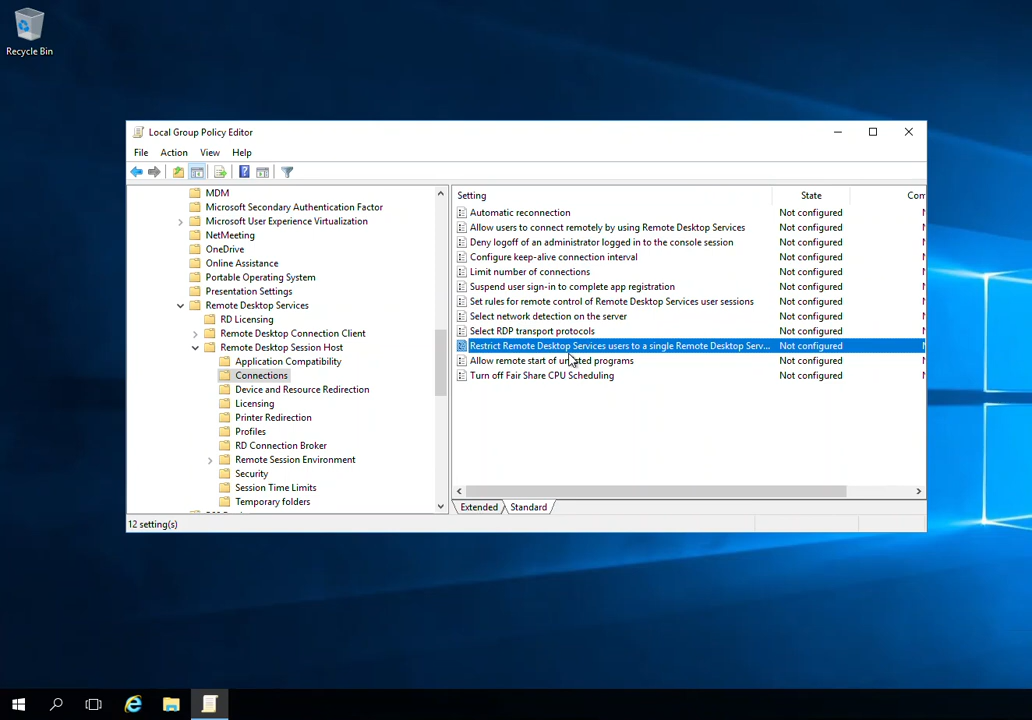 Recycle Bin
Local Group Policy Editor
File Action View Help
MDM
Microsoft Secondary Authentication Factor
Microsoft User Experience Virtualization
NetMeeting
OneDrive
Online Assistance
Portable Operating System
Presentation Settings
Remote Desktop Services
RD Licensing
Remote Desktop Connection Client
Remote Desktop Session Host
Application Compatibility
Connections
Device and Resource Redirection
Licensing
Printer Redirection
Profiles
RD Connection Broker
Remote Session Environment
Security
Session Time Limits
Temporary folders
Setting State Com
Automatic reconnection Not configured
Allow users to connect remotely by using Remote Desktop Services Not configured
Deny logoff of an administrator logged in to the console session Not configured
Configure keep-alive connection interval Not configured
Limit number of connections Not configured
Suspend user sign-in to complete app registration Not configured
Set rules for remote control of Remote Desktop Services user sessions Not configured
Select network detection on the server Not configured
Select RDP transport protocols Not configured
Restrict Remote Desktop Services users to a single Remote Desktop Serv... Not configured
Allow remote start of programs Not configured
Turn off Fair Share CPU Scheduling Not configured
Extended Standard
12 setting(s)